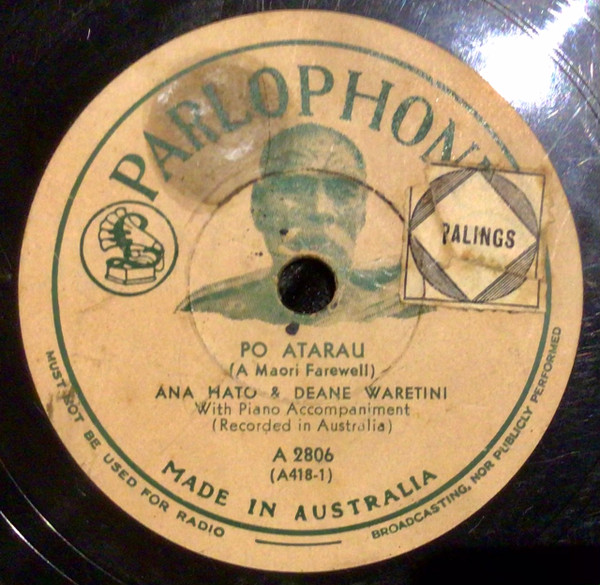 PARLOPHON
PALINGS
PO ATARAU
(A Maori Farewell)
ANA HATO & DEANE WARETINI
With Piano Accompaniment
(Recorded in Australia)
A 2806
(A418-1)
MADE IN AUSTRALIA
MUST NOT BE USED FOR RADIO
BROADCASTING, NOR PUBLICLY PERFORMED